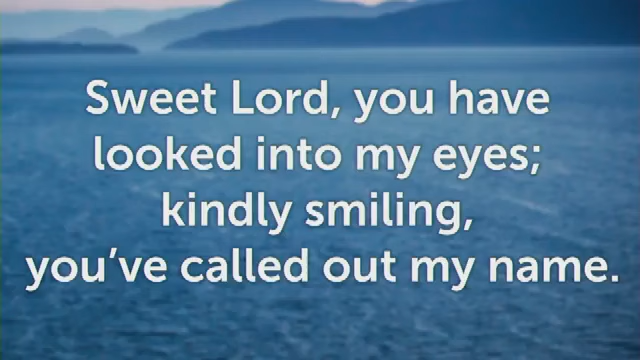 Sweet Lord, you have
looked into my eyes;
kindly smiling,
you’ve called out my name.